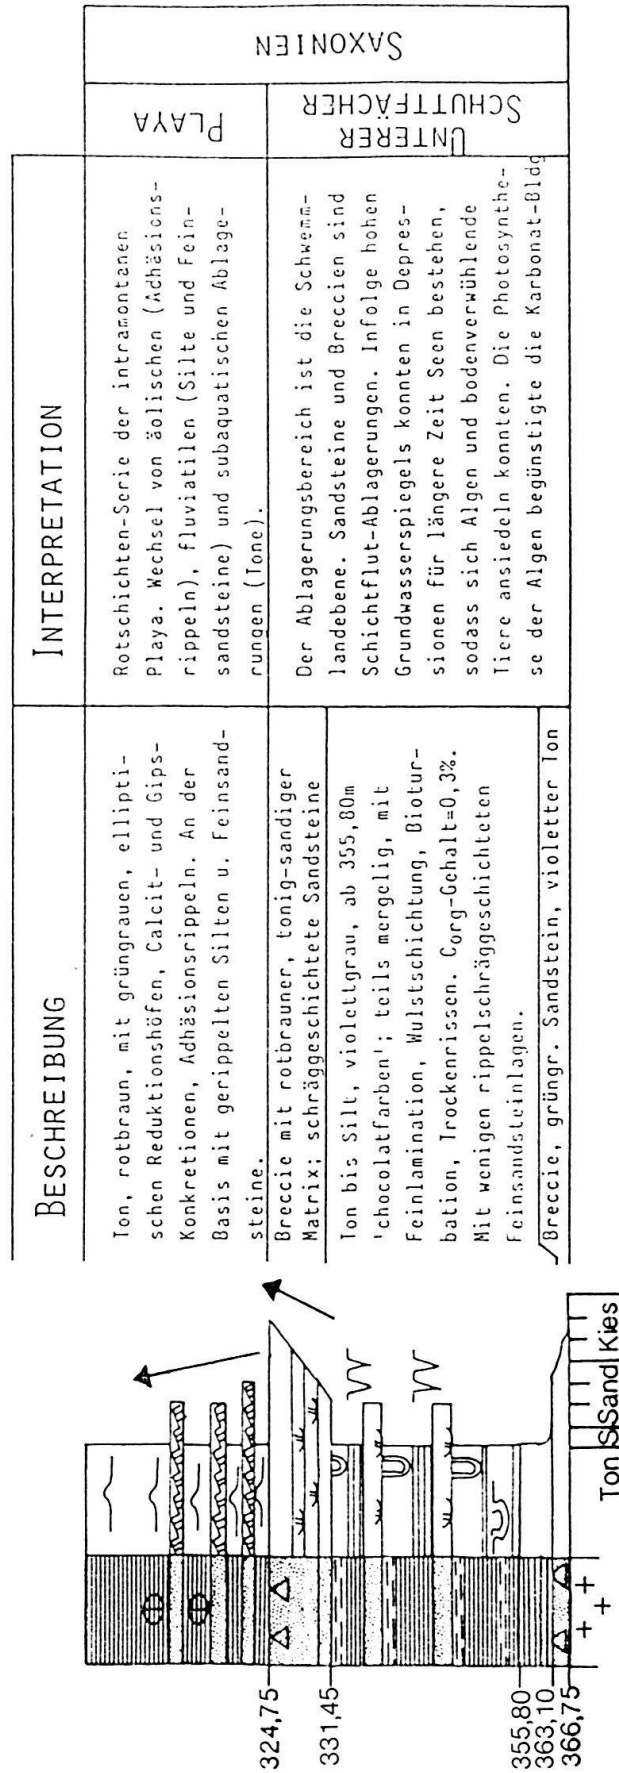 BESCHREIBUNG
INTERPRETATION
Ton, rotbraun, mit grüngrauen, ellipti-
schen Reduktionshöfen, Calcit- und Gips-
Konkretionen, Adhäsionsrippeln. An der
Basis mit gerippelten Silten u. Feinsand-
steine.
Rotschichten-Serie der intramontanen
Playa. Wechsel von äolischen (Adhäsions-
rippeln), fluviatilen (Silte und Fein-
sandsteine) und subaquatischen Ablage-
rungen (Tone).
PLAYA
SAXONIEN
324,75
Breccie mit rotbrauner, tonig-sandiger
Matrix; schräggeschichtete Sandsteine
331,45
Ton bis Silt, violettgrau, ab 355,80m
'chocolatfarben'; teils mergelig, mit
Feinlamination, Wulstschichtung, Biotur-
bation, Trockenrissen. Corg-Gehalt=0,3%.
Mit wenigen rippelschräggeschichteten
Feinsandsteinlagen.
Der Ablagerungsbereich ist die Schwemm-
landebene. Sandsteine und Breccien sind
Schichtflut-Ablagerungen. Infolge hohen
Grundwasserspiegels konnten in Depres-
sionen für längere Zeit Seen bestehen,
sodass sich Algen und bodenverwühlende
Tiere ansiedeln konnten. Die Photosynthe-
se der Algen begünstigte die Karbonat-Bldg
UNTERER
SCHUTTFÄCHER
355,80
363,10
Breccie, grüngr. Sandstein, violetter Ton
366,75
Ton S Sand Kies